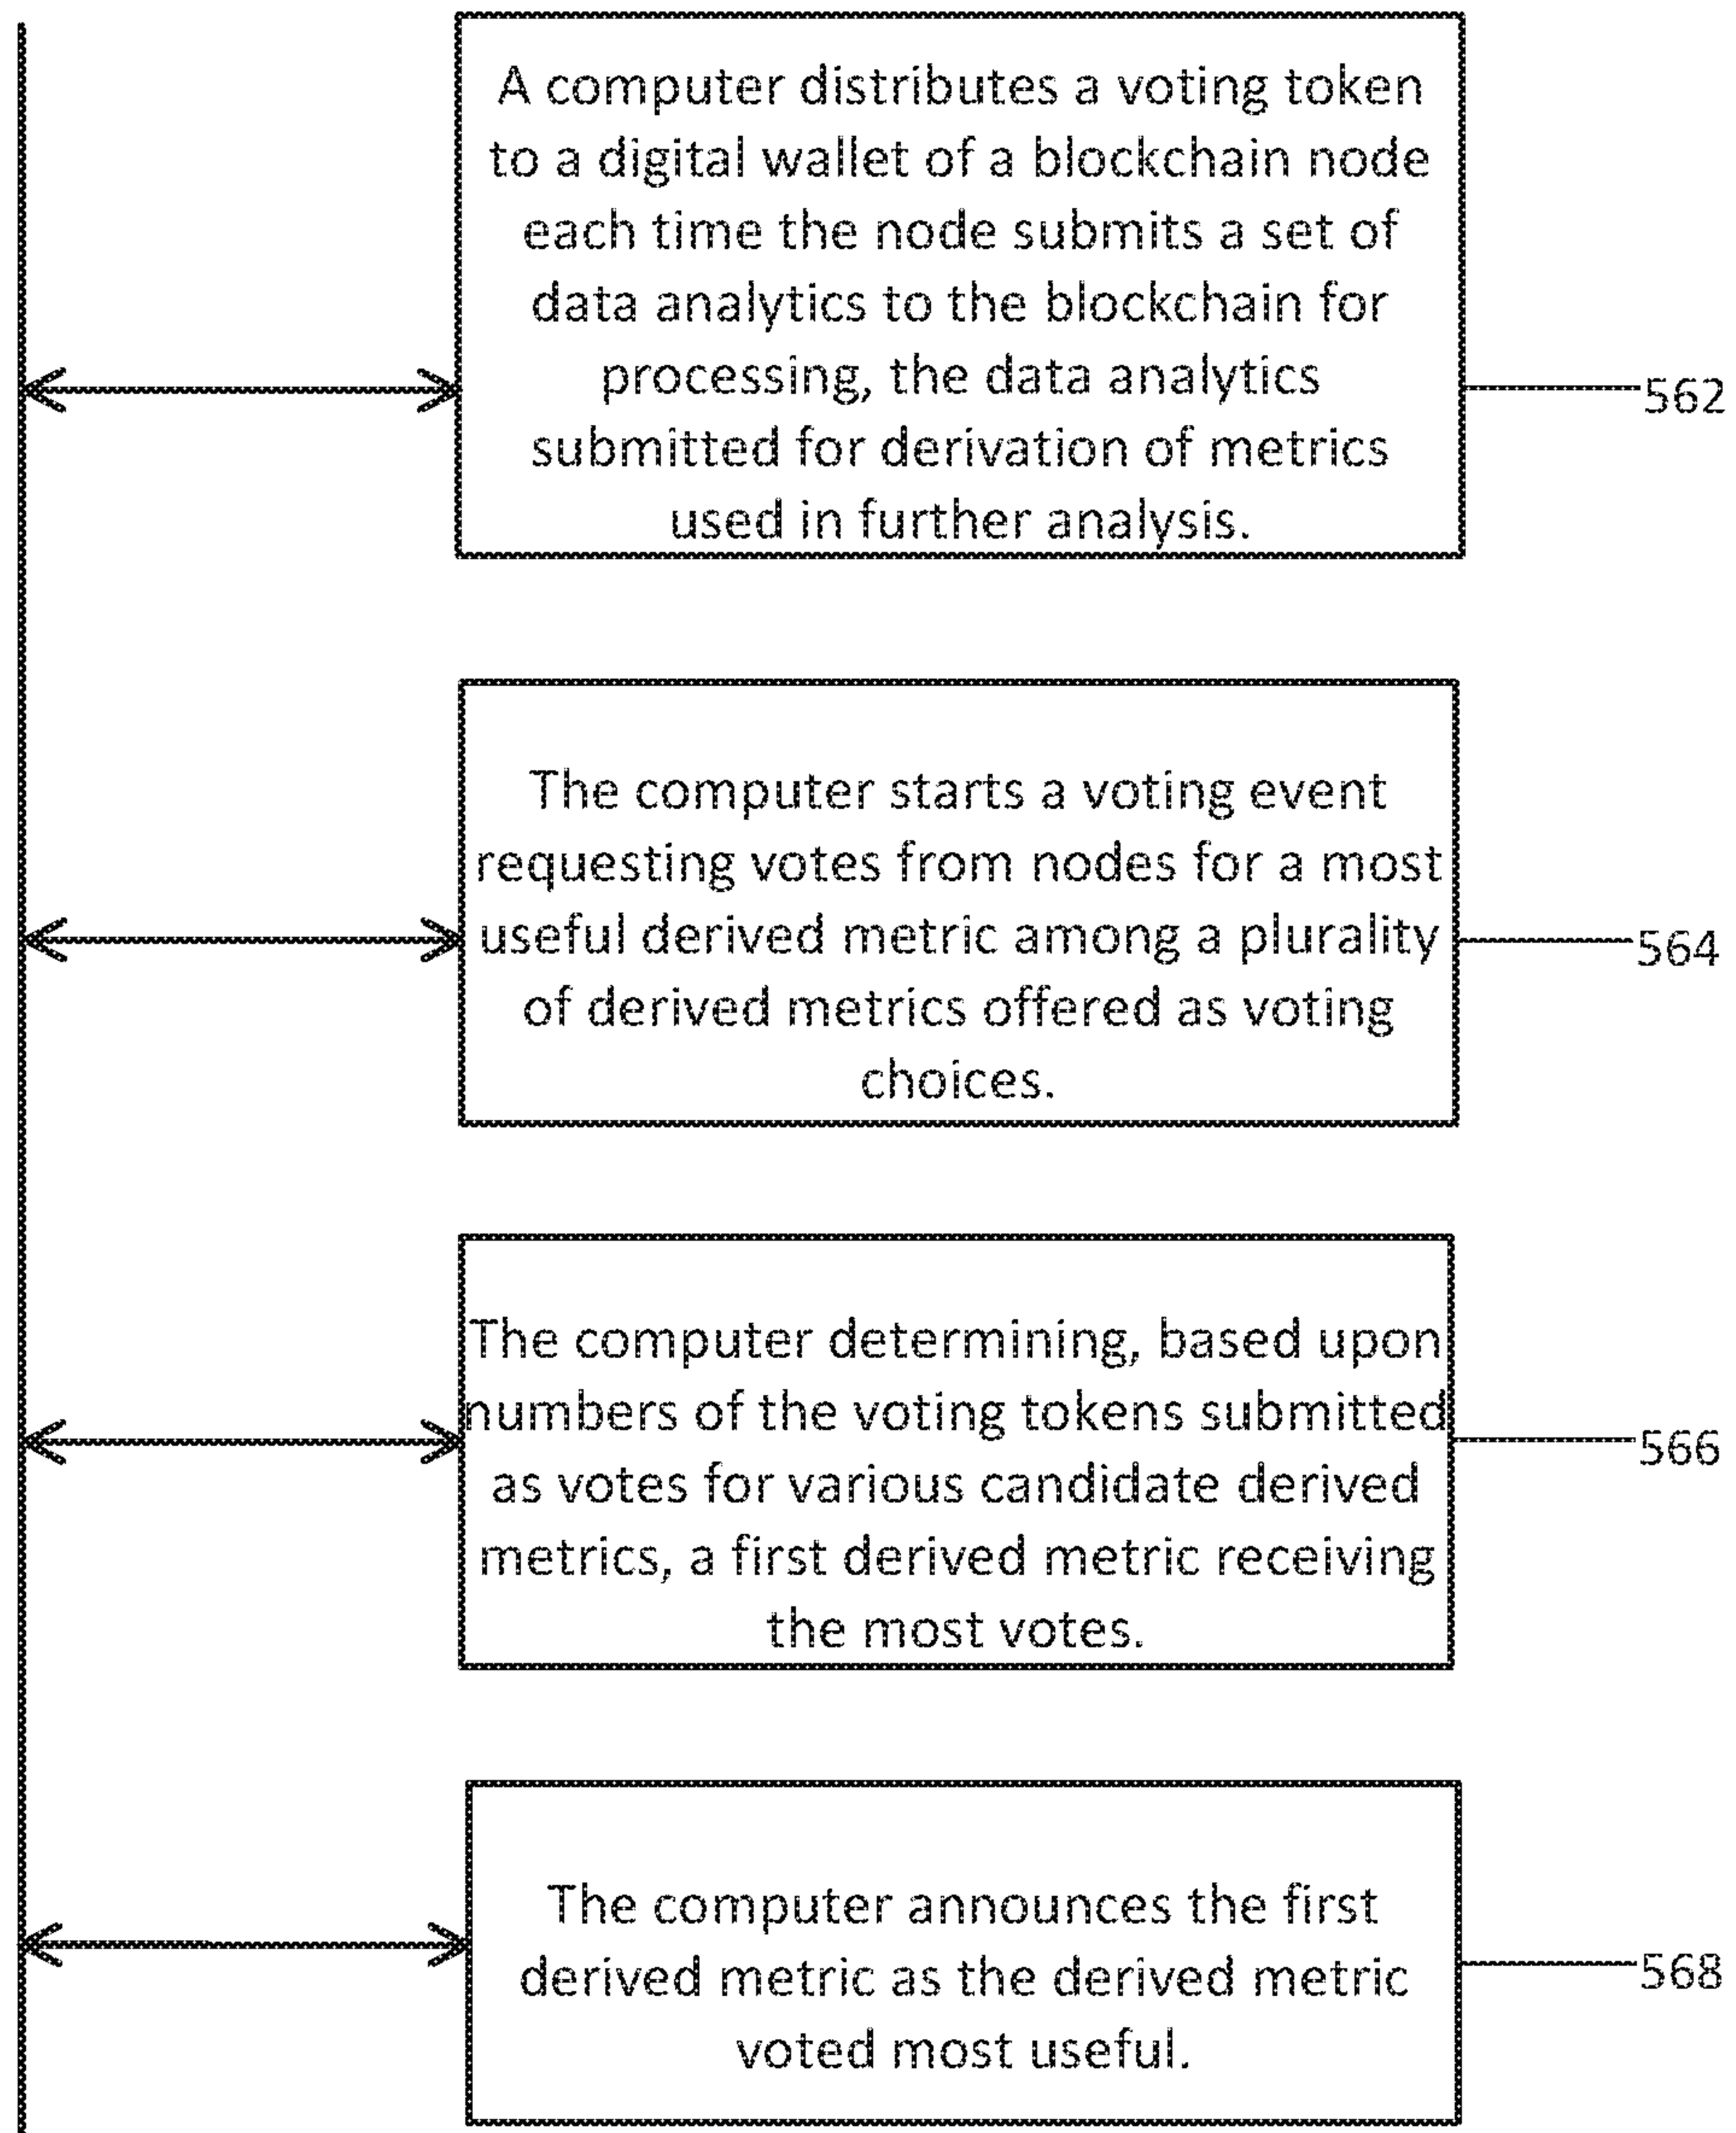 A computer distributes a voting token
to a digital wallet of a blockchain node
each time the node submits a set of
data analytics to the blockchain for
processing, the data analytics
submitted for derivation of metrics
used in further analysis.
562
The computer starts a voting event
requesting votes from nodes for a most
useful derived metric among a plurality
of derived metrics offered as voting
choices.
564
The computer determining, based upon
numbers of the voting tokens submitted
as votes for various candidate derived
metrics, a first derived metric receiving
the most votes.
566
The computer announces the first
derived metric as the derived metric
voted most useful.
568